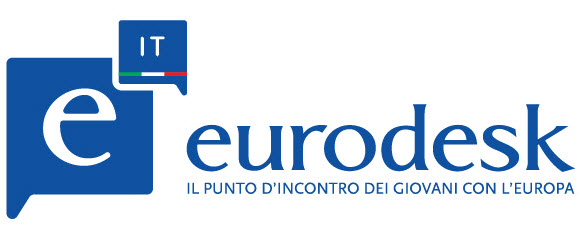 IT
e
eurodesk
IL PUNTO D'INCONTRO DEI GIOVANI CON L'EUROPA